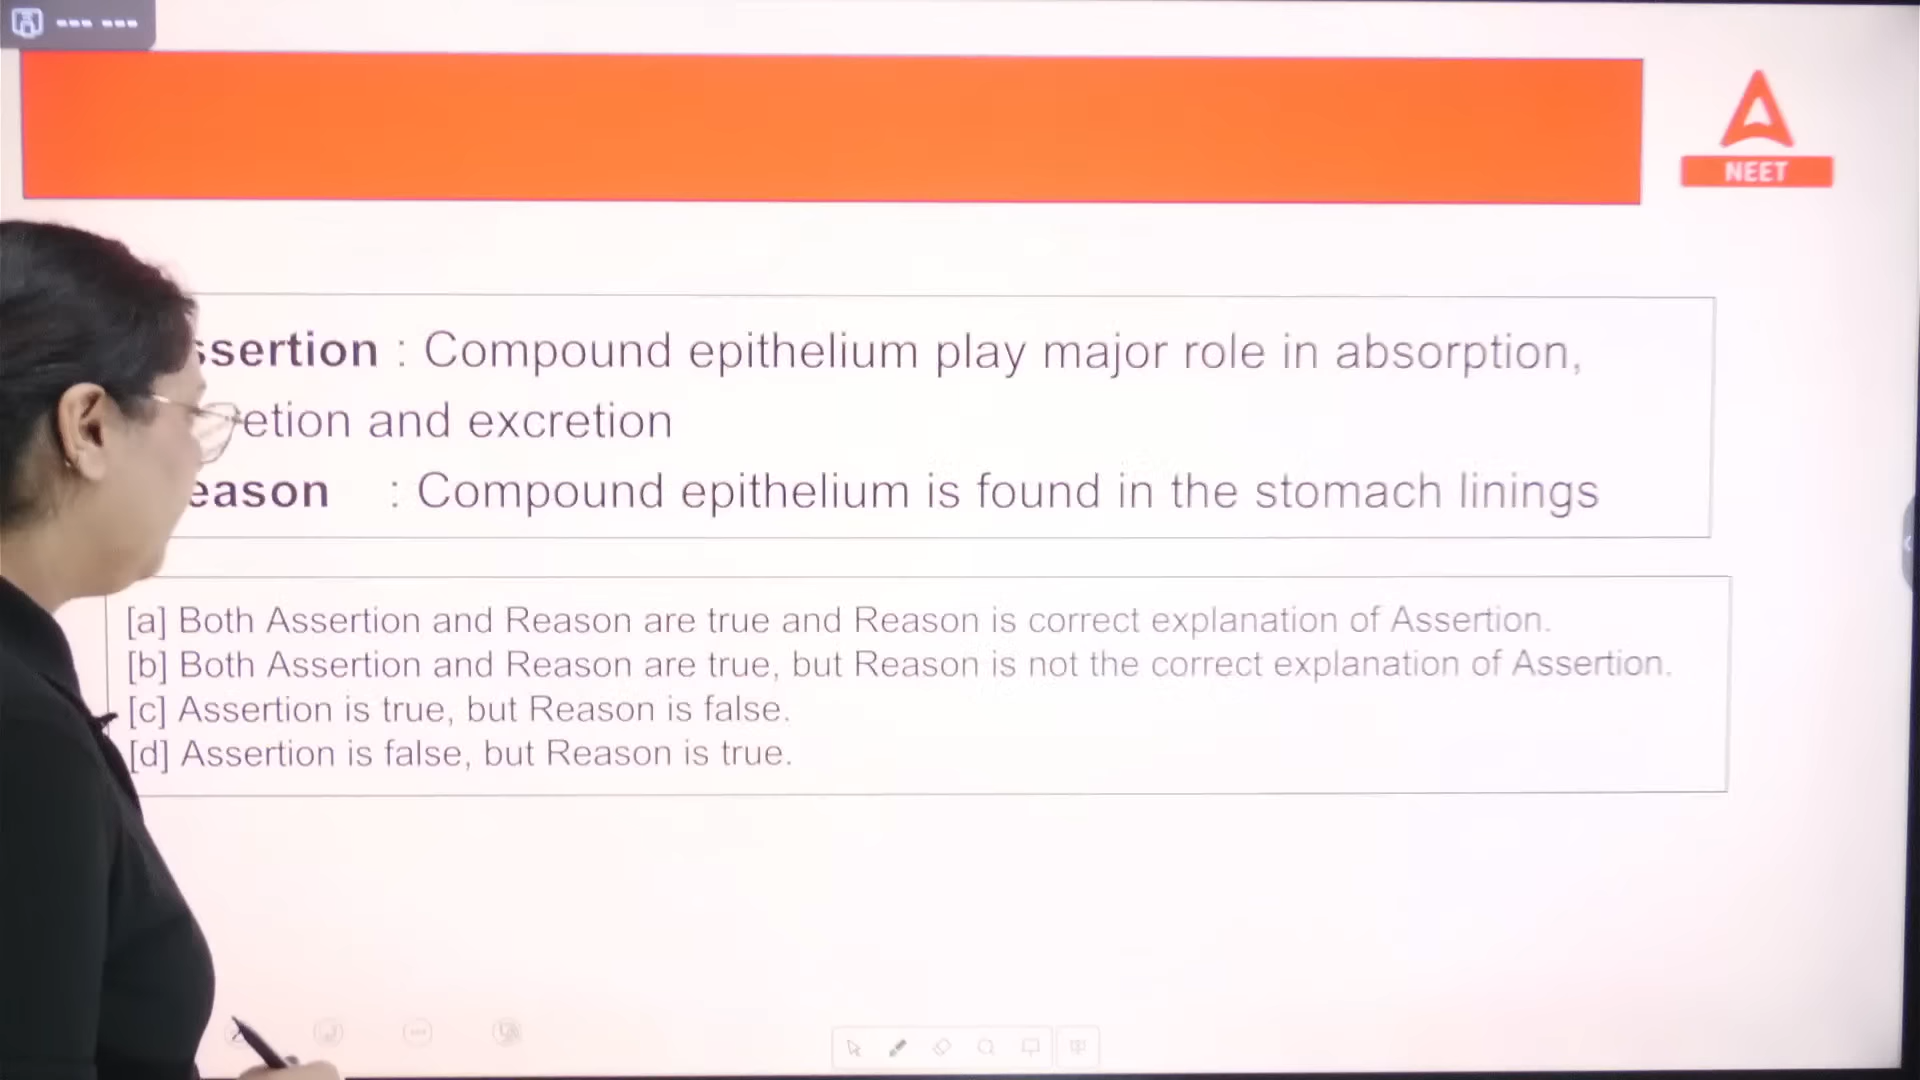 NEET
ssertion : Compound epithelium play major role in absorption,
etion and excretion
eason : Compound epithelium is found in the stomach linings
[a] Both Assertion and Reason are true and Reason is correct explanation of Assertion.
[b] Both Assertion and Reason are true, but Reason is not the correct explanation of Assertion.
[c] Assertion is true, but Reason is false.
[d] Assertion is false, but Reason is true.